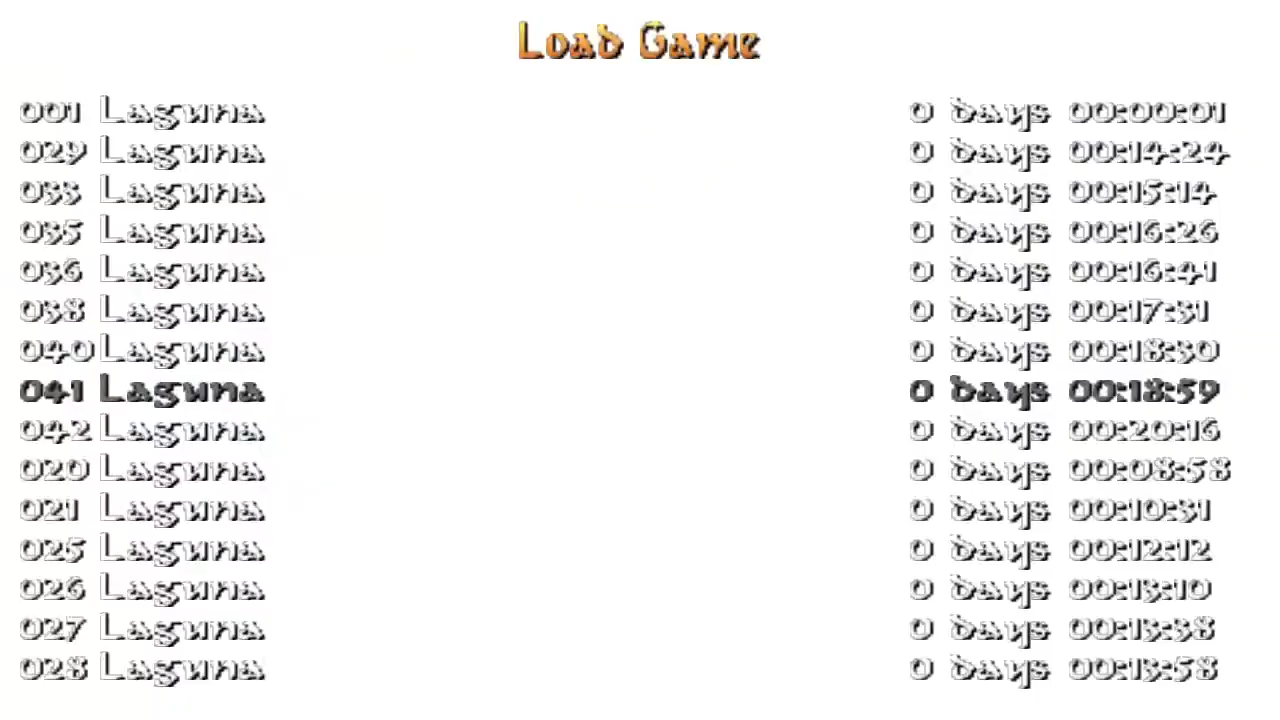 Load Game
001 Laguna 0 days 00:00:01
029 Laguna 0 days 00:14:24
033 Laguna 0 days 00:15:14
035 Laguna 0 days 00:16:26
036 Laguna 0 days 00:16:41
038 Laguna 0 days 00:17:31
040 Laguna 0 days 00:18:30
041 Laguna 0 days 00:18:59
042 Laguna 0 days 00:20:16
020 Laguna 0 days 00:08:58
021 Laguna 0 days 00:10:31
025 Laguna 0 days 00:12:12
026 Laguna 0 days 00:13:10
027 Laguna 0 days 00:13:38
028 Laguna 0 days 00:13:58